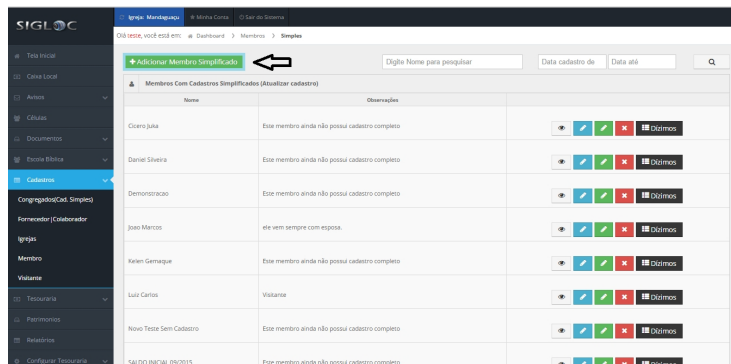 SIGLOC
Igreja: Mandaguaçu Minha Conta Sair do Sistema
Olá teste, você está em: Dashboard > Membros > Simples
Tela Inicial
Caixa Local
Avisos
Células
Documentos
Escola Bíblica
Cadastros
Congregados(Cad. Simples)
Fornecedor|Colaborador
Igrejas
Membro
Visitante
Tesouraria
Patrimonios
Relatórios
Configurar Tesouraria
Adicionar Membro Simplificado Digite Nome para pesquisar Data cadastro de Data até
Membros Com Cadastros Simplificados (Atualizar cadastro)
Nome Observações
Cicero Juka Este membro ainda não possui cadastro completo Dízimos
Daniel Silveira Este membro ainda não possui cadastro completo Dízimos
Demonstracao Este membro ainda não possui cadastro completo Dízimos
Joao Marcos ele vem sempre com esposa. Dízimos
Kelen Gemaque Este membro ainda não possui cadastro completo Dízimos
Luiz Carlos Visitante Dízimos
Novo Teste Sem Cadastro Este membro ainda não possui cadastro completo Dízimos
SALDO INICIAL 09/2015 Este membro ainda não possui cadastro completo